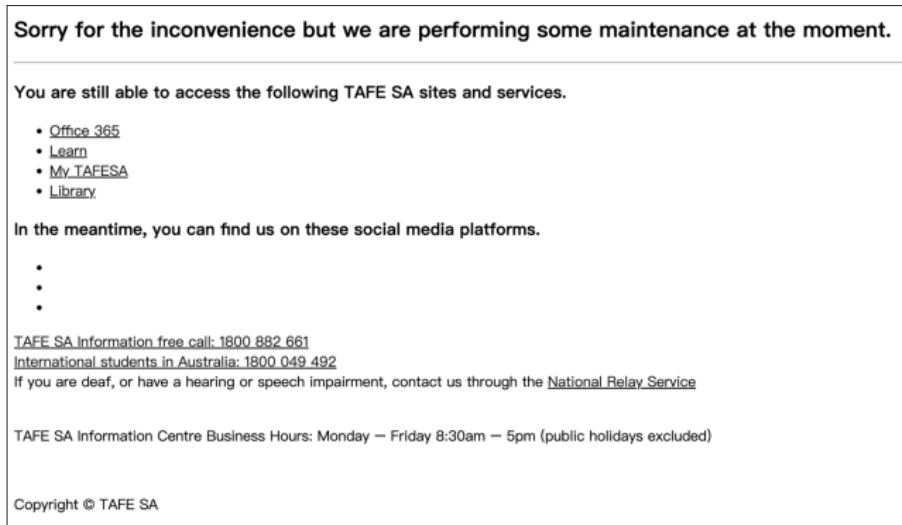 Sorry for the inconvenience but we are performing some maintenance at the moment.
You are still able to access the following TAFE SA sites and services.
• Office 365
• Learn
• My TAFESA
• Library
In the meantime, you can find us on these social media platforms.
•
•
•
TAFE SA Information free call: 1800 882 661
International students in Australia: 1800 049 492
If you are deaf, or have a hearing or speech impairment, contact us through the National Relay Service
TAFE SA Information Centre Business Hours: Monday – Friday 8:30am – 5pm (public holidays excluded)
Copyright © TAFE SA